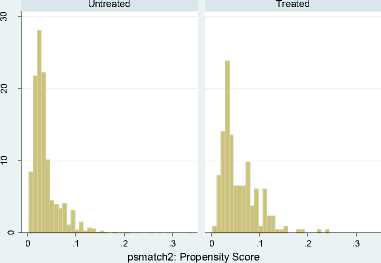 Untreated Treated
30
20
10
0
0 .1 .2 .3 0 .1 .2 .3
psmatch2: Propensity Score